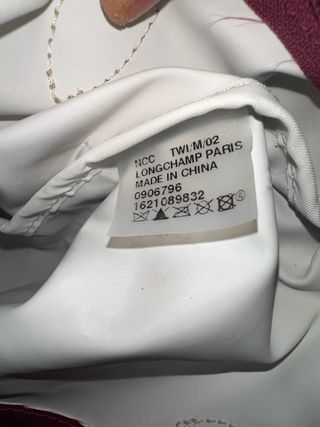 NCC TWI/M/02
LONGCHAMP PARIS
MADE IN CHINA
0906796
1621089832